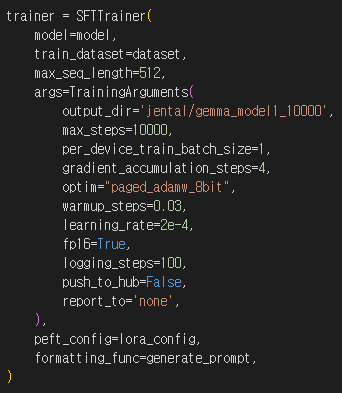 trainer = SFTTrainer(
    model=model,
    train_dataset=dataset,
    max_seq_length=512,
    args=TrainingArguments(
        output_dir='jental/gemma_model1_10000',
        max_steps=10000,
        per_device_train_batch_size=1,
        gradient_accumulation_steps=4,
        optim="paged_adamw_8bit",
        warmup_steps=0.03,
        learning_rate=2e-4,
        fp16=True,
        logging_steps=100,
        push_to_hub=False,
        report_to='none',
    ),
    peft_config=lora_config,
    formatting_func=generate_prompt,
)